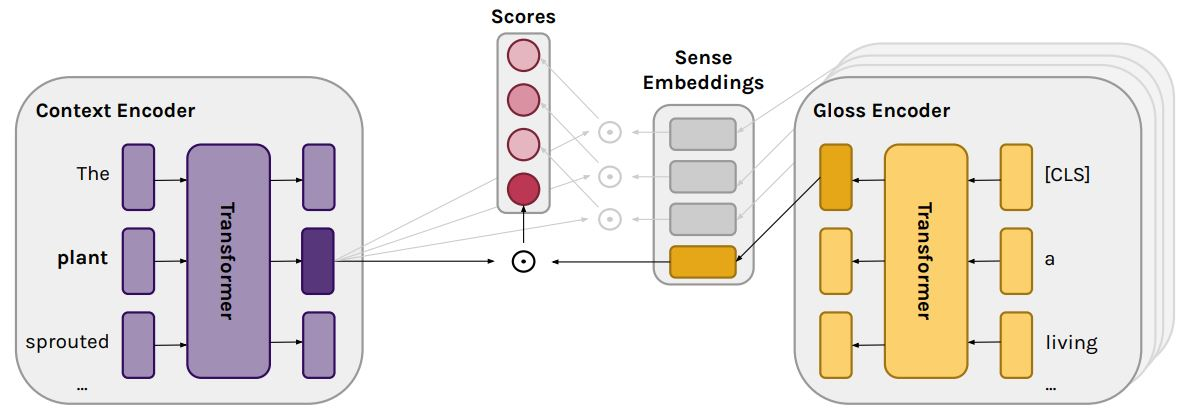 Scores
Sense
Embeddings
Context Encoder
The
plant
sprouted
...
Transformer
Gloss Encoder
Transformer
[CLS]
a
living
...